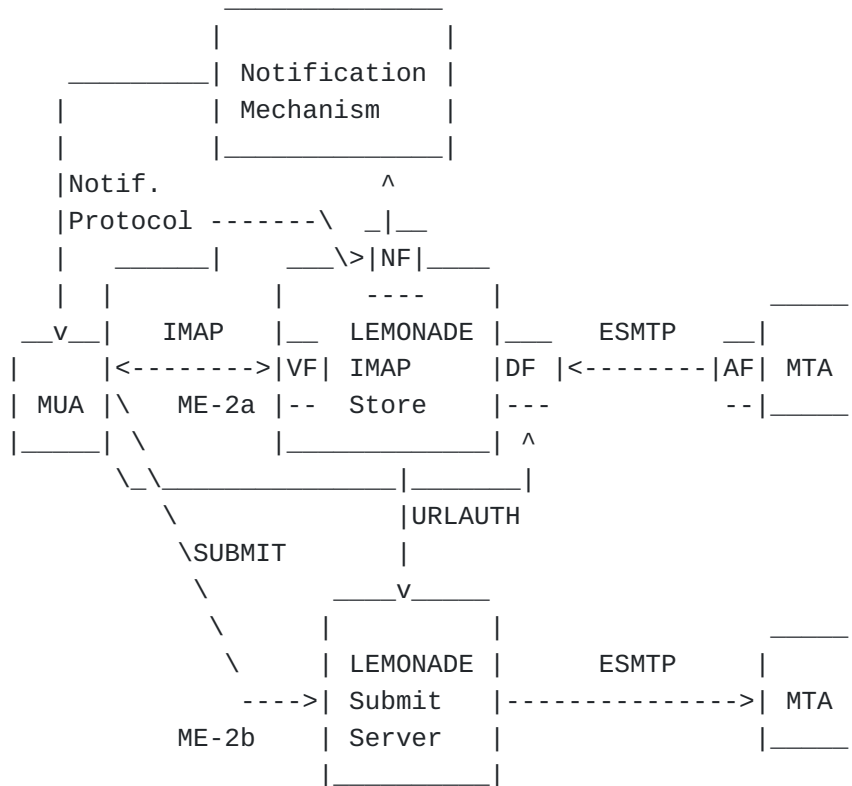 Notification
Mechanism
Notif.
Protocol
NF
IMAP LEMONADE ESMTP
VF IMAP DF AF MTA
MUA ME-2a Store
URLAUTH
SUBMIT
LEMONADE ESMTP
Submit MTA
ME-2b Server